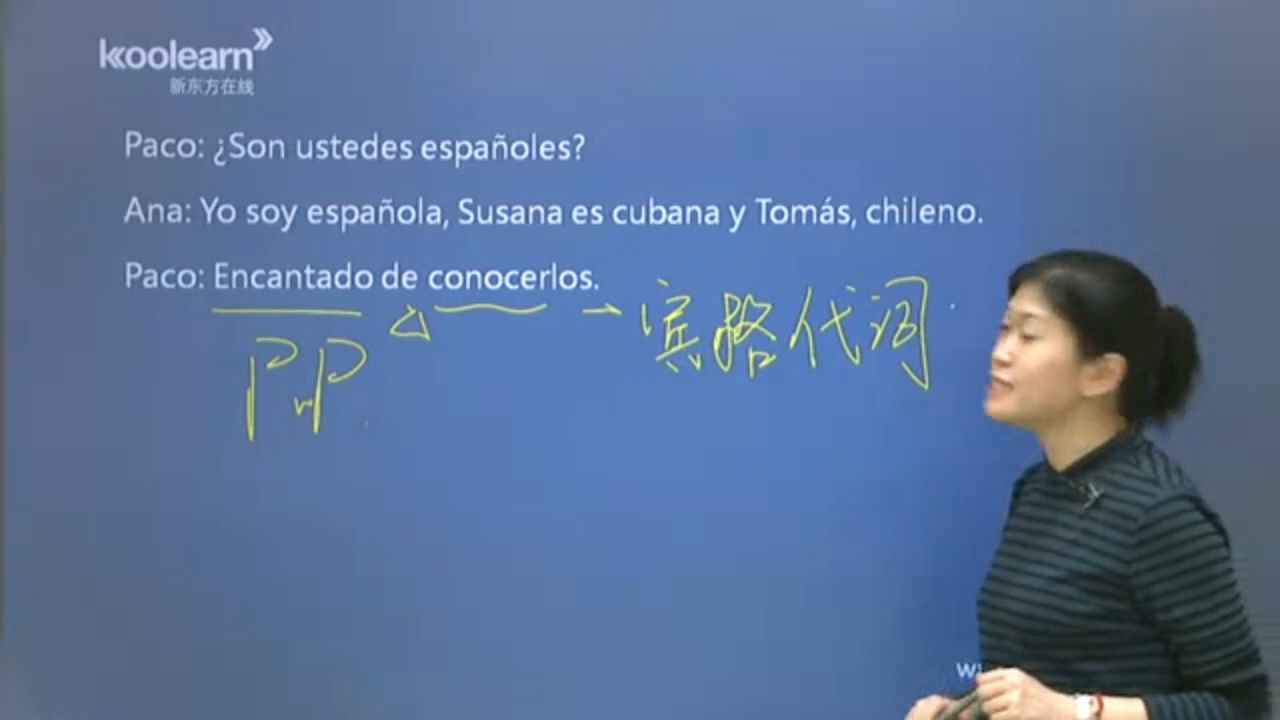 koolearn
新东方在线
Paco: ¿Son ustedes españoles?
Ana: Yo soy española, Susana es cubana y Tomás, chileno.
Paco: Encantado de conocerlos.
宾格代词
P.P.